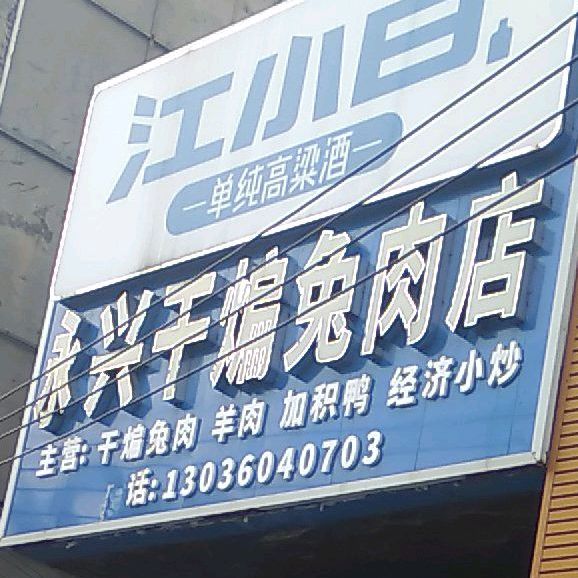 江小白
单纯高粱酒
永兴干煸兔肉店
主营: 干煸兔肉 羊肉 加积鸭 经济小炒
话:13036040703